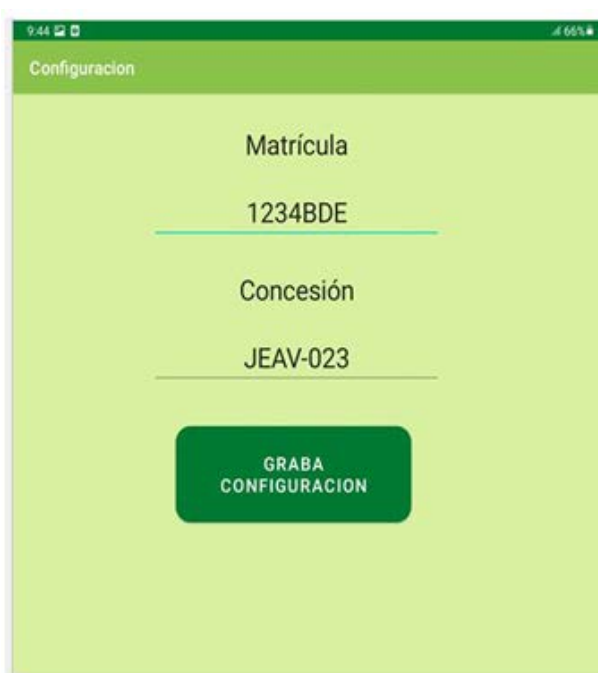 9:44
66%
Configuracion
Matrícula
1234BDE
Concesión
JEAV-023
GRABA
CONFIGURACION